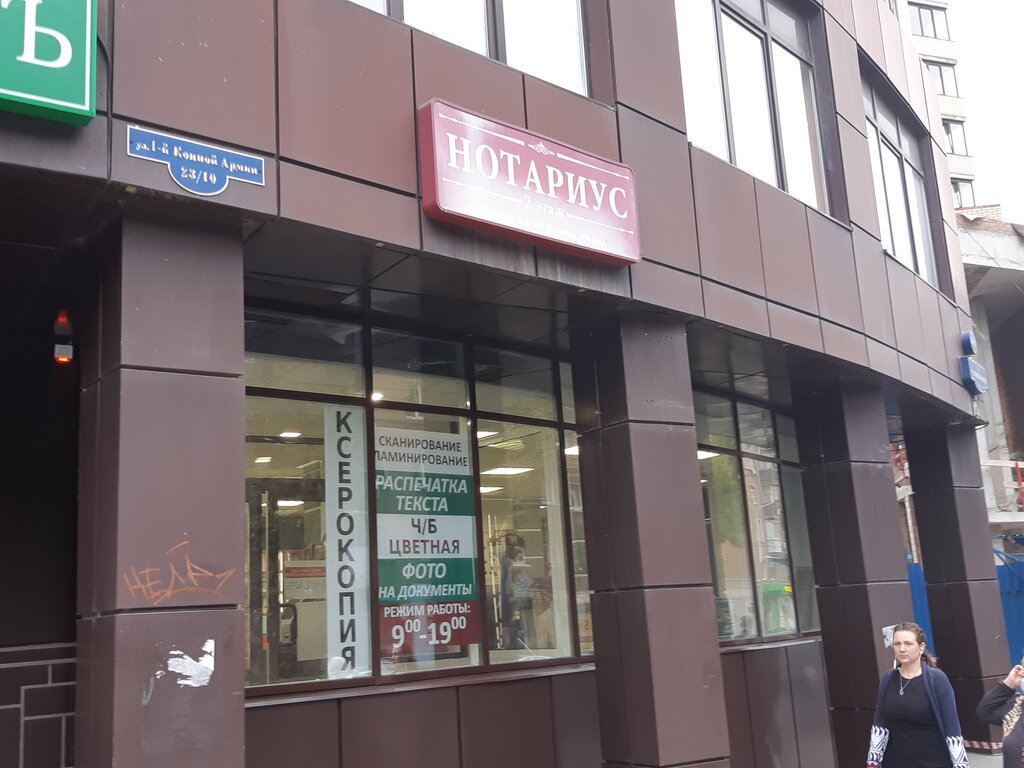 Ъ
ул.1-й Конной Армии
23/10
НОТАРИУС
2 этаж
КСЕРОКОПИЯ
СКАНИРОВАНИЕ
ЛАМИНИРОВАНИЕ
РАСПЕЧАТКА
ТЕКСТА
Ч/Б
ЦВЕТНАЯ
ФОТО
НА ДОКУМЕНТЫ
РЕЖИМ РАБОТЫ:
9⁰⁰-19⁰⁰